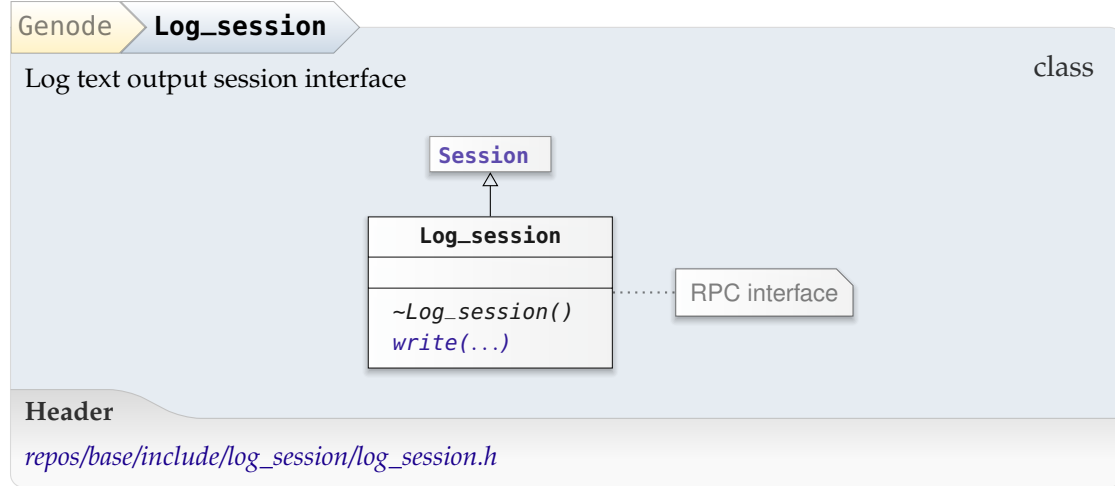 Genode Log_session
class
Log text output session interface
Session
Log_session
RPC interface
~Log_session()
write(...)
Header
repos/base/include/log_session/log_session.h